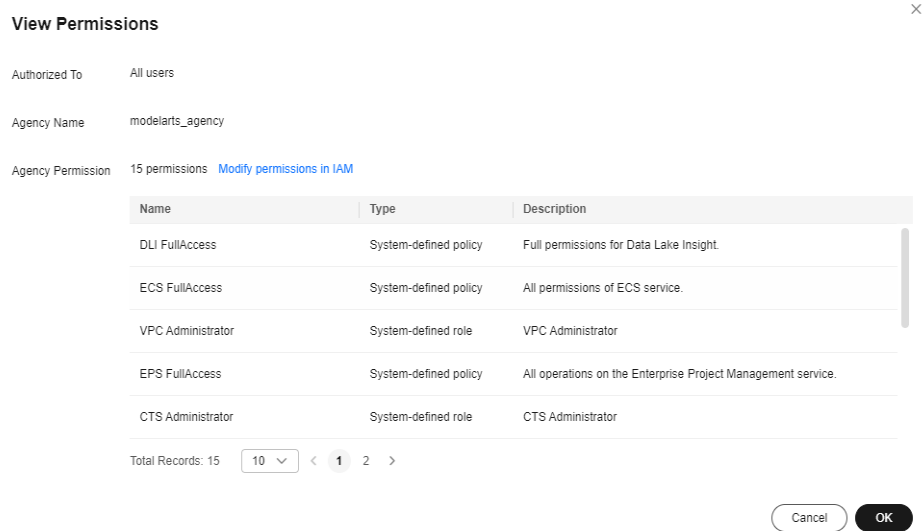 View Permissions
Authorized To All users
Agency Name modelarts_agency
Agency Permission 15 permissions Modify permissions in IAM
Name Type Description
DLI FullAccess System-defined policy Full permissions for Data Lake Insight.
ECS FullAccess System-defined policy All permissions of ECS service.
VPC Administrator System-defined role VPC Administrator
EPS FullAccess System-defined policy All operations on the Enterprise Project Management service.
CTS Administrator System-defined role CTS Administrator
Total Records: 15 10 1 2
Cancel OK